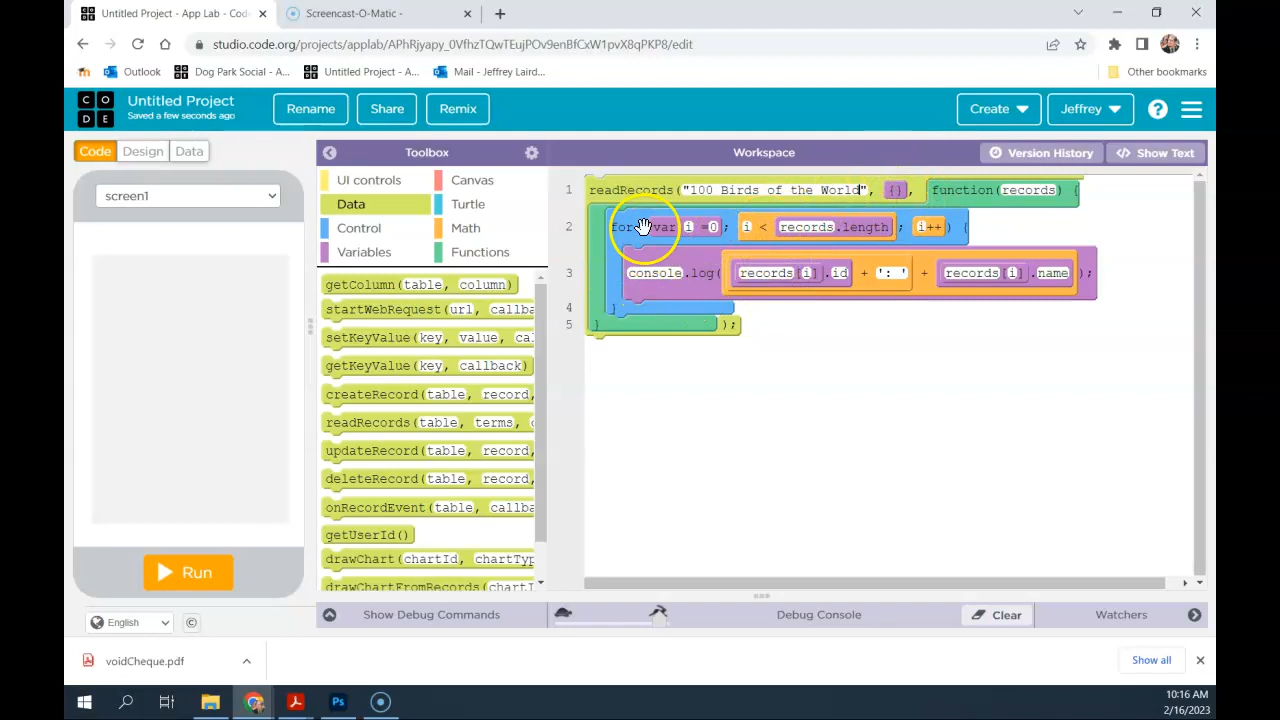 Untitled Project - App Lab - Cod
Screencast-O-Matic -
studio.code.org/projects/applab/APhRjyapy_0VfhzTQwTEujPOv9enBfCxW1pvX8qPKP8/edit
Outlook
Dog Park Social - A...
Untitled Project - A...
Mail - Jeffrey Laird...
Other bookmarks
C O
D E
Untitled Project
Saved a few seconds ago
Rename
Share
Remix
Create
Jeffrey
?
Code
Design
Data
Toolbox
Workspace
Version History
</> Show Text
screen1
UI controls
Canvas
Data
Turtle
Control
Math
Variables
Functions
getColumn(table, column)
startWebRequest(url, callba
setKeyValue(key, value, cal
getKeyValue(key, callback)
createRecord(table, record,
readRecords(table, terms, c
updateRecord(table, record,
deleteRecord(table, record,
onRecordEvent(table, callba
getUserId()
drawChart(chartId, chartTyp
drawChartFromRecords(chartI
1 readRecords("100 Birds of the World", {}, function(records) {
2 for (var i =0; i < records.length; i++) {
3 console.log(records[i].id + ': ' + records[i].name);
4 }
5 });
Run
English
©
Show Debug Commands
Debug Console
Clear
Watchers
voidCheque.pdf
Show all
Ps
10:16 AM
2/16/2023